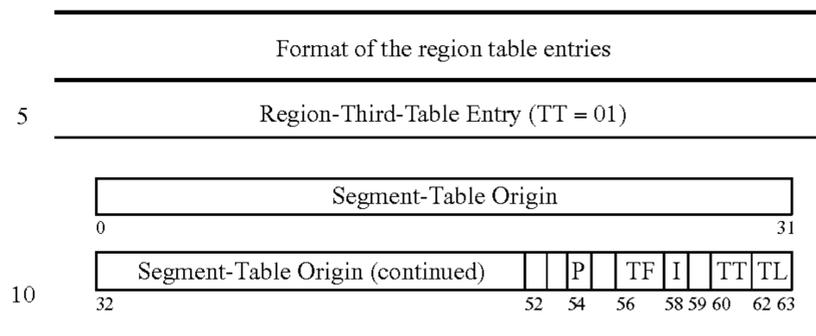 Format of the region table entries
5 Region-Third-Table Entry (TT = 01)
Segment-Table Origin
0 31
Segment-Table Origin (continued) P TF I TT TL
10
32 52 54 56 58 59 60 62 63